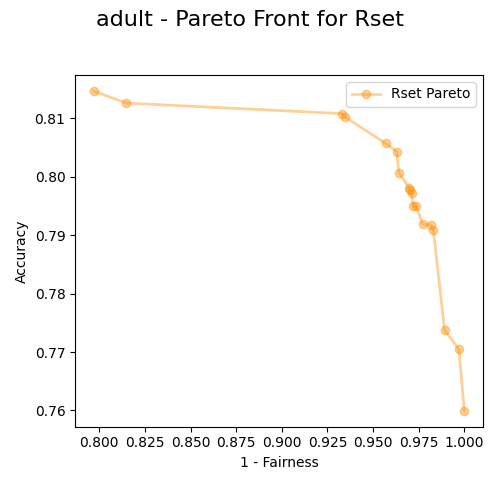 adult - Pareto Front for Rset
Rset Pareto
Accuracy
0.81
0.80
0.79
0.78
0.77
0.76
0.800 0.825 0.850 0.875 0.900 0.925 0.950 0.975 1.000
1 - Fairness